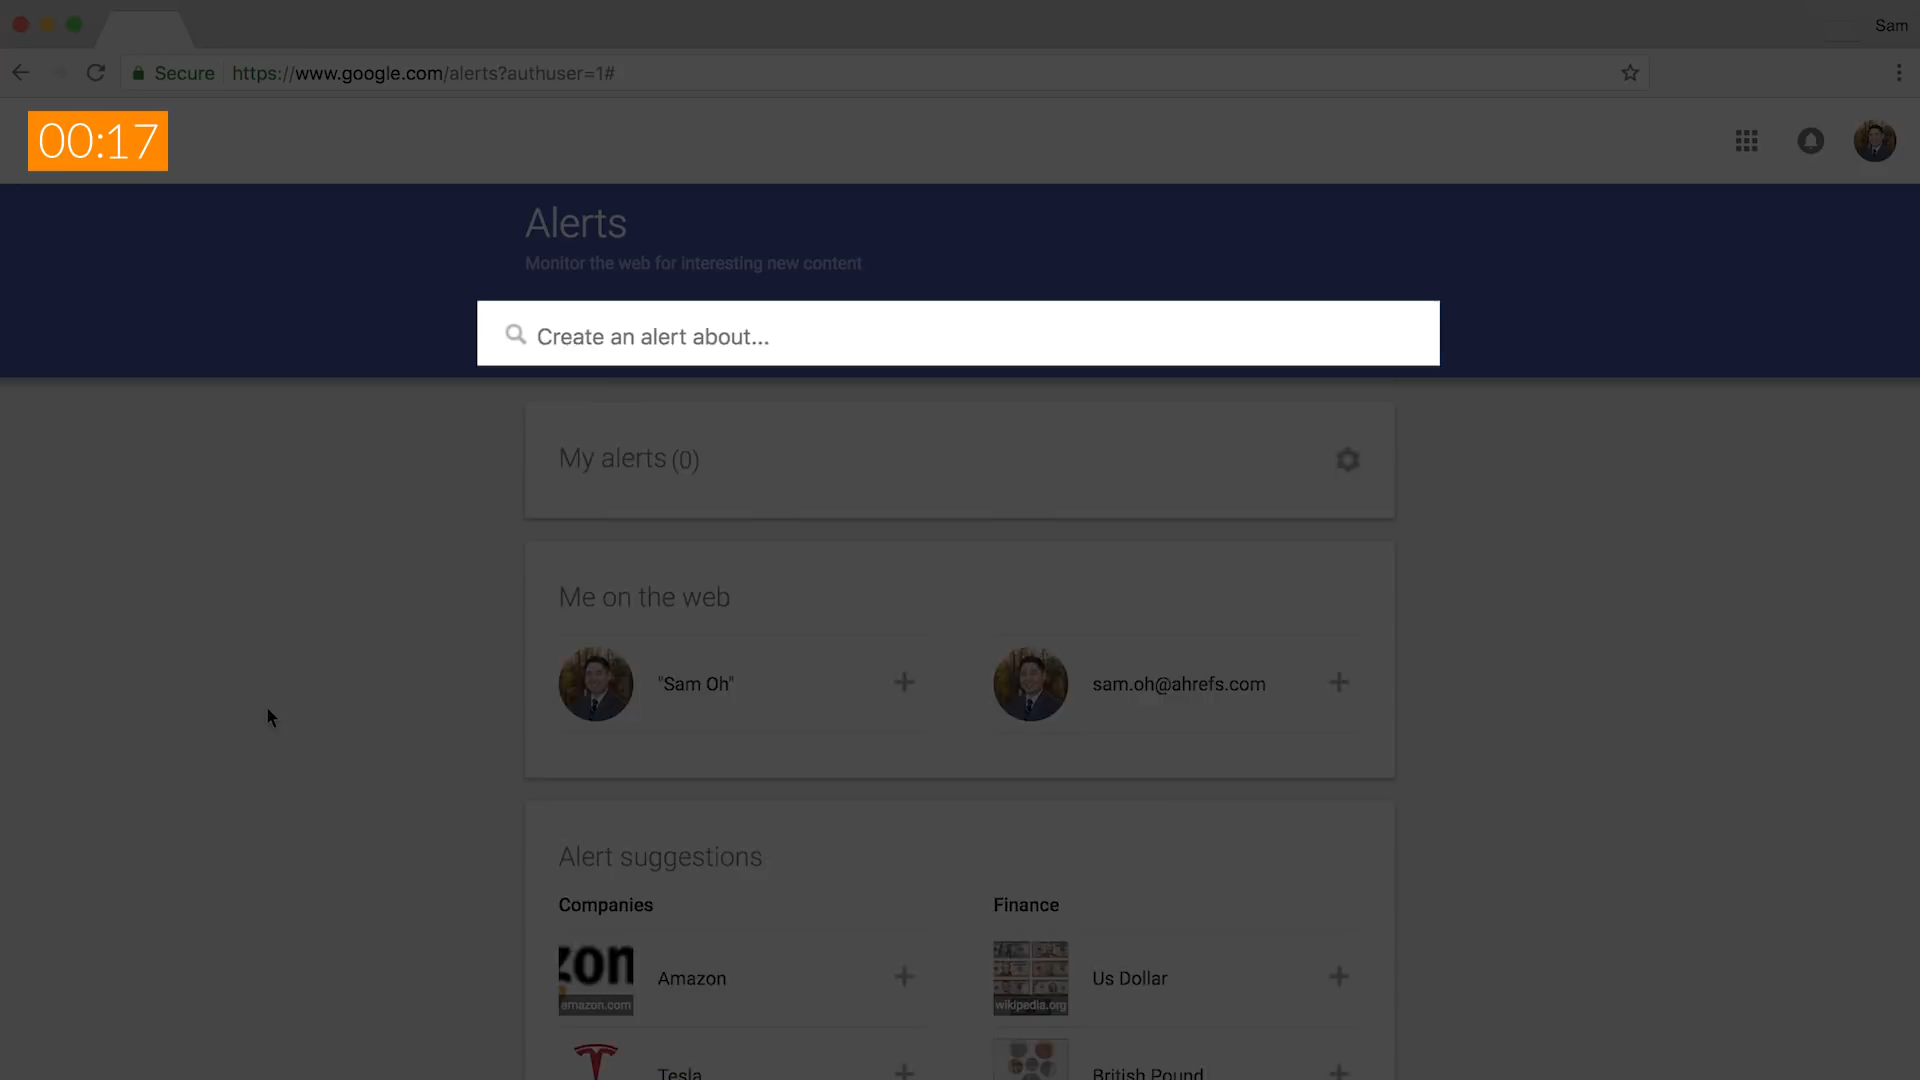 Sam
Secure https://www.google.com/alerts?authuser=1#
00:17
Alerts
Monitor the web for interesting new content
Create an alert about...
My alerts (0)
Me on the web
"Sam Oh"
sam.oh@ahrefs.com
Alert suggestions
Companies
Finance
zon
amazon.com
Amazon
wikipedia.org
Us Dollar
Tesla
British Pound